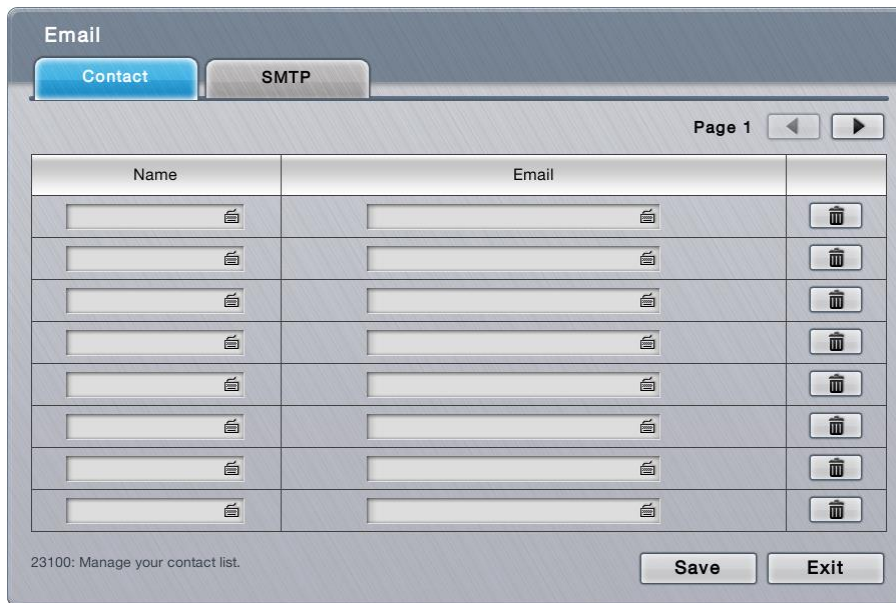 Email
Contact SMTP
Page 1
Name Email
23100: Manage your contact list.
Save Exit